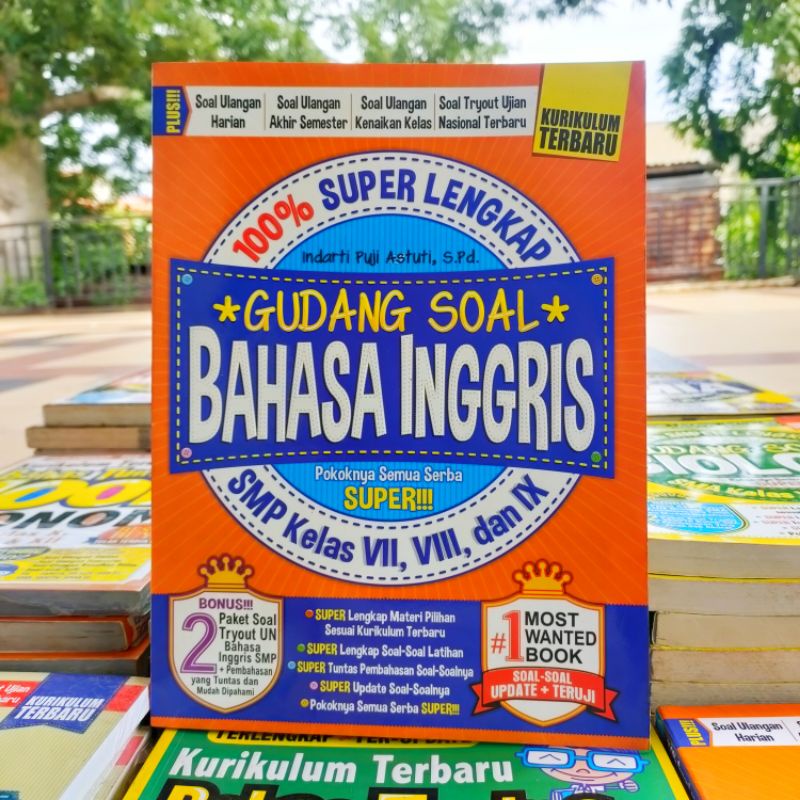 PLUS!!!
Soal Ulangan
Harian
Soal Ulangan
Akhir Semester
Soal Ulangan
Kenaikan Kelas
Soal Tryout Ujian
Nasional Terbaru
KURIKULUM
TERBARU
100% SUPER LENGKAP
Indarti Puji Astuti, S.Pd.
GUDANG SOAL
BAHASA INGGRIS
Pokoknya Semua Serba
SUPER!!!
SMP Kelas VII, VIII, dan IX
BONUS!!!
2 Paket Soal
Tryout UN
Bahasa
Inggris SMP
+ Pembahasan
yang Tuntas dan
Mudah Dipahami
SUPER Lengkap Materi Pilihan
Sesuai Kurikulum Terbaru
SUPER Lengkap Soal-Soal Latihan
SUPER Tuntas Pembahasan Soal-Soalnya
SUPER Update Soal-Soalnya
Pokoknya Semua Serba SUPER!!!
#1 MOST
WANTED
BOOK
SOAL-SOAL
UPDATE + TERUJI
GUDANG
KURIKULUM
TERBARU
PLUS!!!
Soal Ulangan
Harian
TERLENGKAP
Kurikulum Terbaru